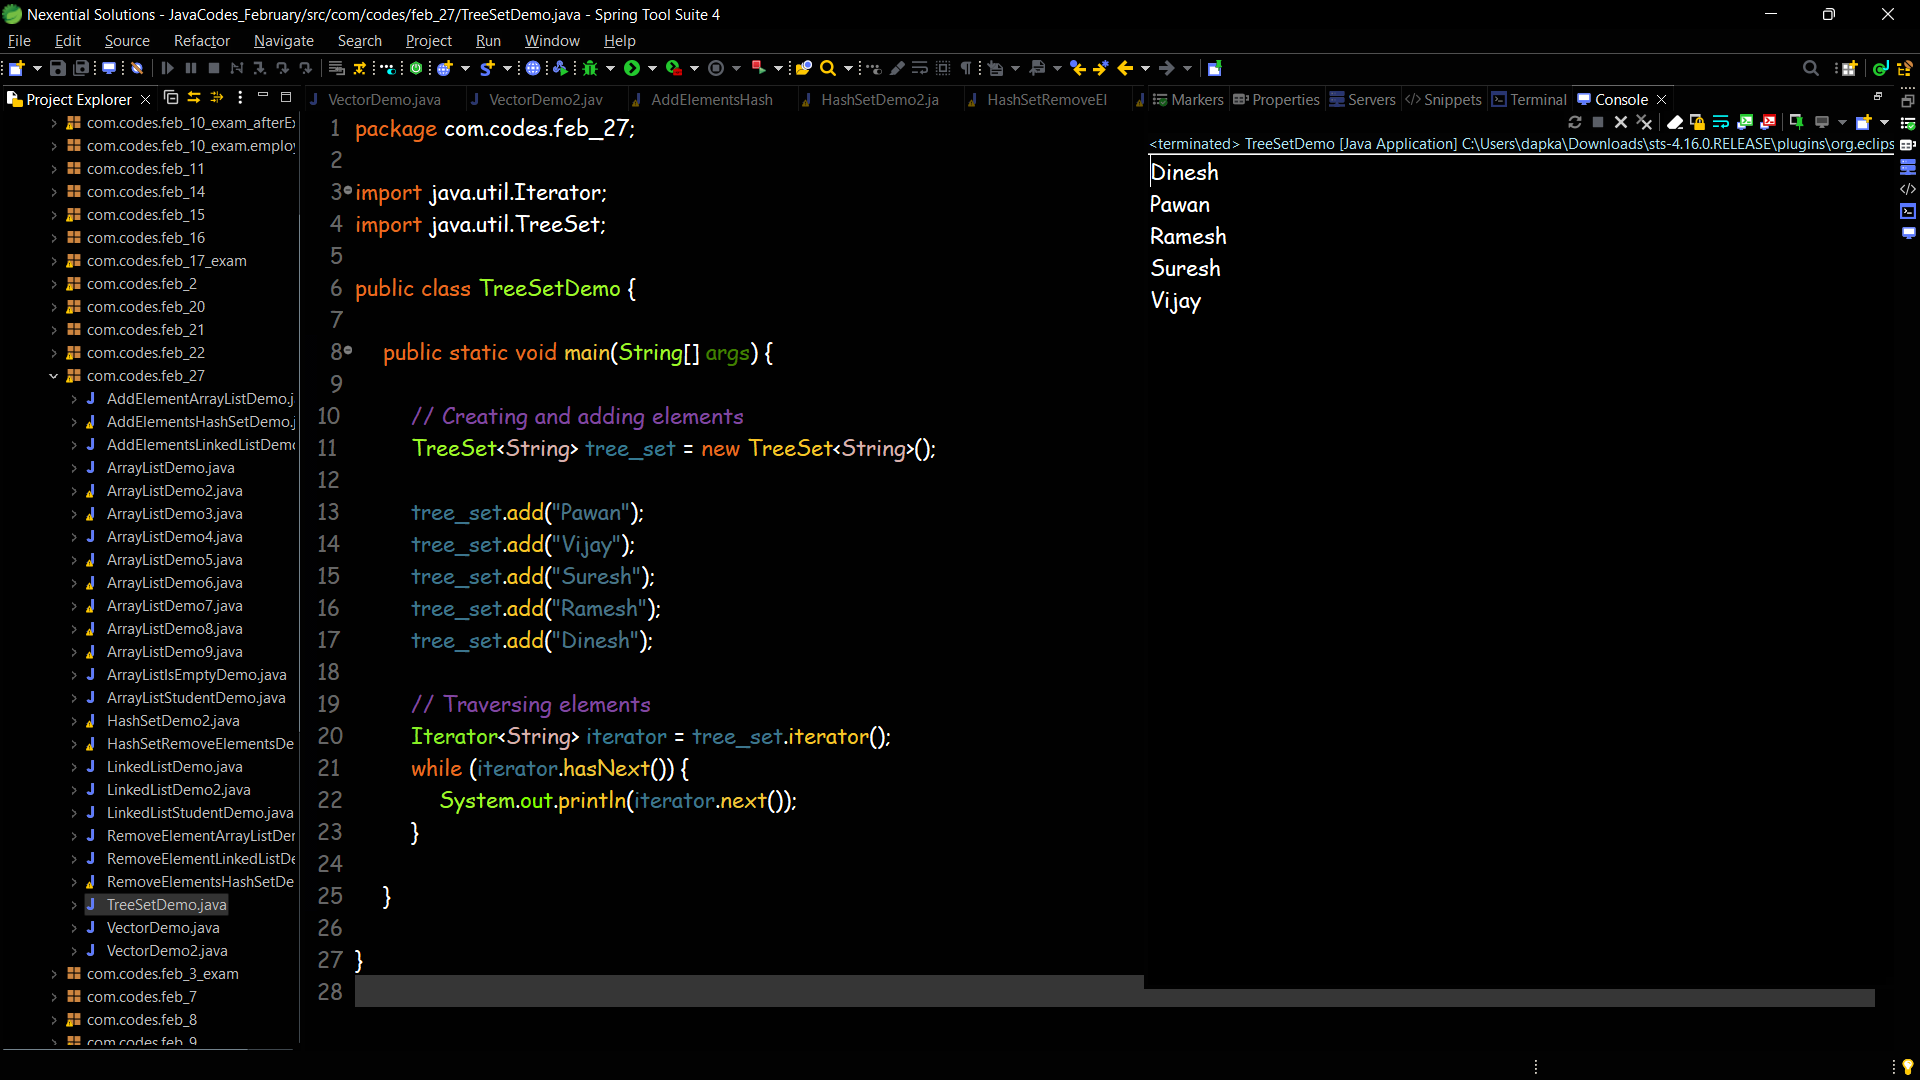 Nexential Solutions - JavaCodes_February/src/com/codes/feb_27/TreeSetDemo.java - Spring Tool Suite 4
File Edit Source Refactor Navigate Search Project Run Window Help
Project Explorer
com.codes.feb_10_exam_afterE
com.codes.feb_10_exam.emplo
com.codes.feb_11
com.codes.feb_14
com.codes.feb_15
com.codes.feb_16
com.codes.feb_17_exam
com.codes.feb_2
com.codes.feb_20
com.codes.feb_21
com.codes.feb_22
com.codes.feb_27
AddElementArrayListDemo.j
AddElementsHashSetDemo.j
AddElementsLinkedListDemo
ArrayListDemo.java
ArrayListDemo2.java
ArrayListDemo3.java
ArrayListDemo4.java
ArrayListDemo5.java
ArrayListDemo6.java
ArrayListDemo7.java
ArrayListDemo8.java
ArrayListDemo9.java
ArrayListIsEmptyDemo.java
ArrayListStudentDemo.java
HashSetDemo2.java
HashSetRemoveElementsDe
LinkedListDemo.java
LinkedListDemo2.java
LinkedListStudentDemo.java
RemoveElementArrayListDer
RemoveElementLinkedListDe
RemoveElementsHashSetDe
TreeSetDemo.java
VectorDemo.java
VectorDemo2.java
com.codes.feb_3_exam
com.codes.feb_7
com.codes.feb_8
com.codes.feb_9
VectorDemo.java VectorDemo2.jav AddElementsHash HashSetDemo2.ja HashSetRemoveEl
1 package com.codes.feb_27;
2
3 import java.util.Iterator;
4 import java.util.TreeSet;
5
6 public class TreeSetDemo {
7
8 public static void main(String[] args) {
9
10 // Creating and adding elements
11 TreeSet<String> tree_set = new TreeSet<String>();
12
13 tree_set.add("Pawan");
14 tree_set.add("Vijay");
15 tree_set.add("Suresh");
16 tree_set.add("Ramesh");
17 tree_set.add("Dinesh");
18
19 // Traversing elements
20 Iterator<String> iterator = tree_set.iterator();
21 while (iterator.hasNext()) {
22 System.out.println(iterator.next());
23 }
24
25 }
26
27 }
28
Markers Properties Servers Snippets Terminal Console
<terminated> TreeSetDemo [Java Application] C:\Users\dapka\Downloads\sts-4.16.0.RELEASE\plugins\org.eclips
Dinesh
Pawan
Ramesh
Suresh
Vijay